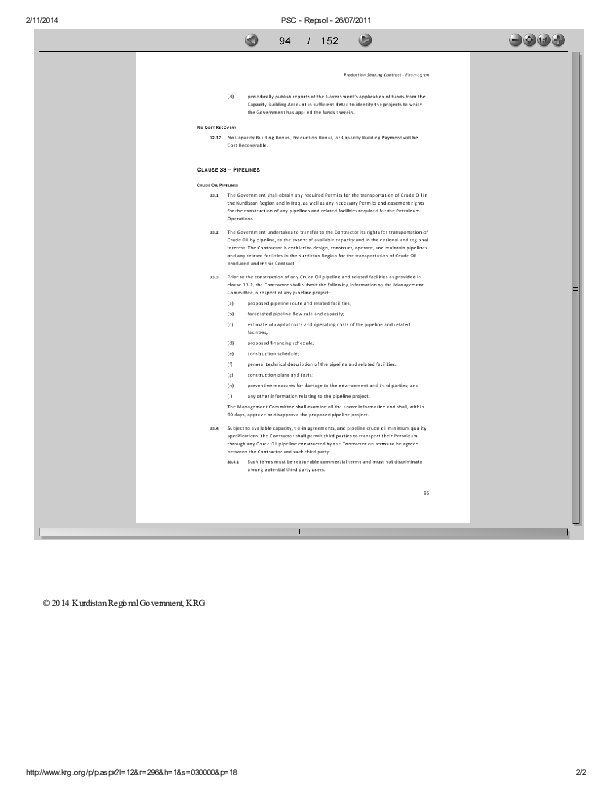 2/11/2014
PSC - Repsol - 26/07/2011
94 / 152
Production Sharing Contract - Piramagrun
periodically publish reports of the Government's application of funds from the
Capacity Building Account in sufficient detail to identify the projects to which
the Government has applied the funds therein.
NO COST RECOVERY
32.17 No Capacity Building Bonus, Production Bonus, or Capacity Building Payment will be
Cost Recoverable.
CLAUSE 33 – PIPELINES
CRUDE OIL PIPELINES
33.1 The Government shall obtain any required Permits for the transportation of Crude Oil in
the Kurdistan Region and in Iraq, as well as any necessary Permits and easement rights
for the construction of any pipelines and related facilities required for the Petroleum
Operations.
33.2 The Government undertakes to transfer to the Contractor its rights for transportation of
Crude Oil by pipeline, to the extent of available capacity and in the national and regional
interest. The Contractor is entitled to design, construct, operate, and maintain pipelines
and any related facilities in the Kurdistan Region for the transportation of Crude Oil
produced under this Contract.
33.3 Prior to the construction of any Crude Oil pipeline and related facilities as provided in
clause 33.2, the Contractor shall submit the following information to the Management
Committee in respect of any pipeline project:
(a) proposed pipeline route and related facilities;
(b) forecasted pipeline flow rate and capacity;
(c) estimate of capital costs and operating costs of the pipeline and related
facilities;
(d) proposed financing schedule;
(e) construction schedule;
(f) general technical description of the pipeline and related facilities;
(g) construction plans and tests;
(h) preventive measures for damage to the environment and third parties; and
(i) any other information relating to the pipeline project.
The Management Committee shall examine all the above information and shall, within
90 days, approve or disapprove the proposed pipeline project.
33.4 Subject to available capacity, tie-in agreements, and pipeline crude oil minimum quality
specifications, the Contractor shall permit third parties to transport their Petroleum
through any Crude Oil pipeline constructed by the Contractor on terms to be agreed
between the Contractor and such third party.
33.4.1 Such terms must be reasonable commercial terms and must not discriminate
among potential third party users.
© 2014 Kurdistan Regional Government, KRG
http://www.krg.org/p/p.aspx?l=12&r=296&h=1&s=030000&p=18
2/2